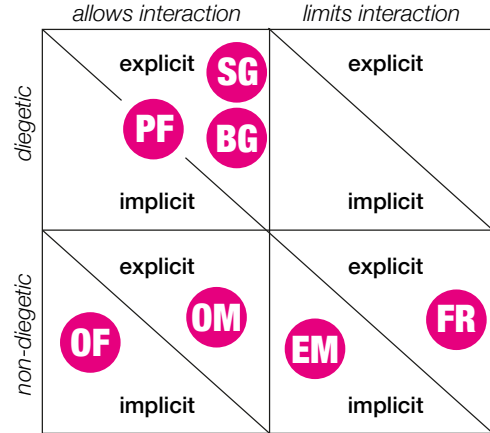 allows interaction limits interaction
diegetic
explicit SG explicit
PF BG
implicit implicit
non-diegetic
explicit explicit
OF OM EM FR
implicit implicit